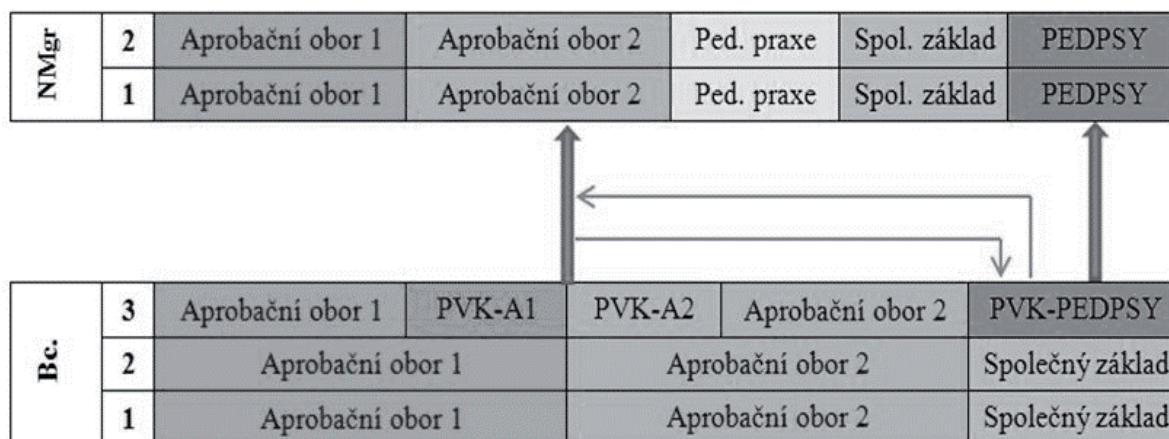 NMgr
2 Aprobační obor 1 Aprobační obor 2 Ped. praxe Spol. základ PEDPSY
1 Aprobační obor 1 Aprobační obor 2 Ped. praxe Spol. základ PEDPSY
Bc.
3 Aprobační obor 1 PVK-A1 PVK-A2 Aprobační obor 2 PVK-PEDPSY
2 Aprobační obor 1 Aprobační obor 2 Společný základ
1 Aprobační obor 1 Aprobační obor 2 Společný základ